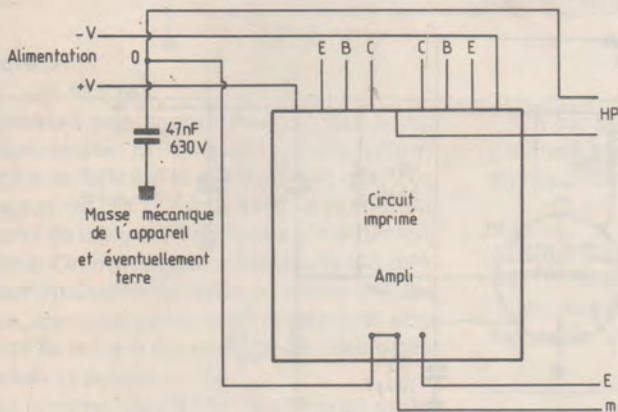 −V
Alimentation 0
+V
E B C C B E
HP
47nF
630V
Masse mécanique
de l'appareil
et éventuellement
terre
Circuit
imprimé
Ampli
E
m